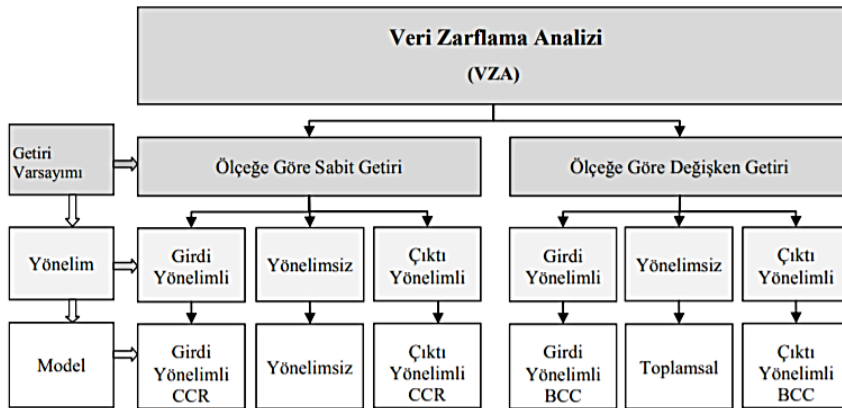 Veri Zarflama Analizi
(VZA)
Getiri
Varsayımı
Ölçeğe Göre Sabit Getiri
Ölçeğe Göre Değişken Getiri
Yönelim
Girdi
Yönelimli
Yönelimsiz
Çıktı
Yönelimli
Girdi
Yönelimli
Yönelimsiz
Çıktı
Yönelimli
Model
Girdi
Yönelimli
CCR
Yönelimsiz
Çıktı
Yönelimli
CCR
Girdi
Yönelimli
BCC
Toplamsal
Çıktı
Yönelimli
BCC